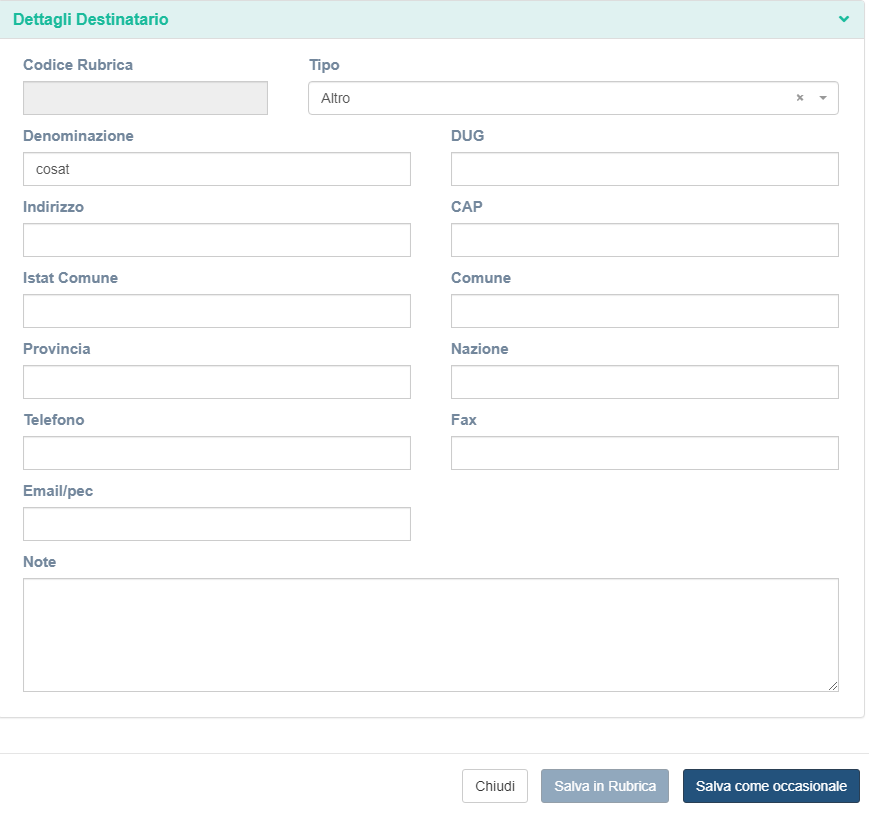 Dettagli Destinatario
Codice Rubrica Tipo
Altro
Denominazione DUG
cosat
Indirizzo CAP
Istat Comune Comune
Provincia Nazione
Telefono Fax
Email/pec
Note
Chiudi Salva in Rubrica Salva come occasionale